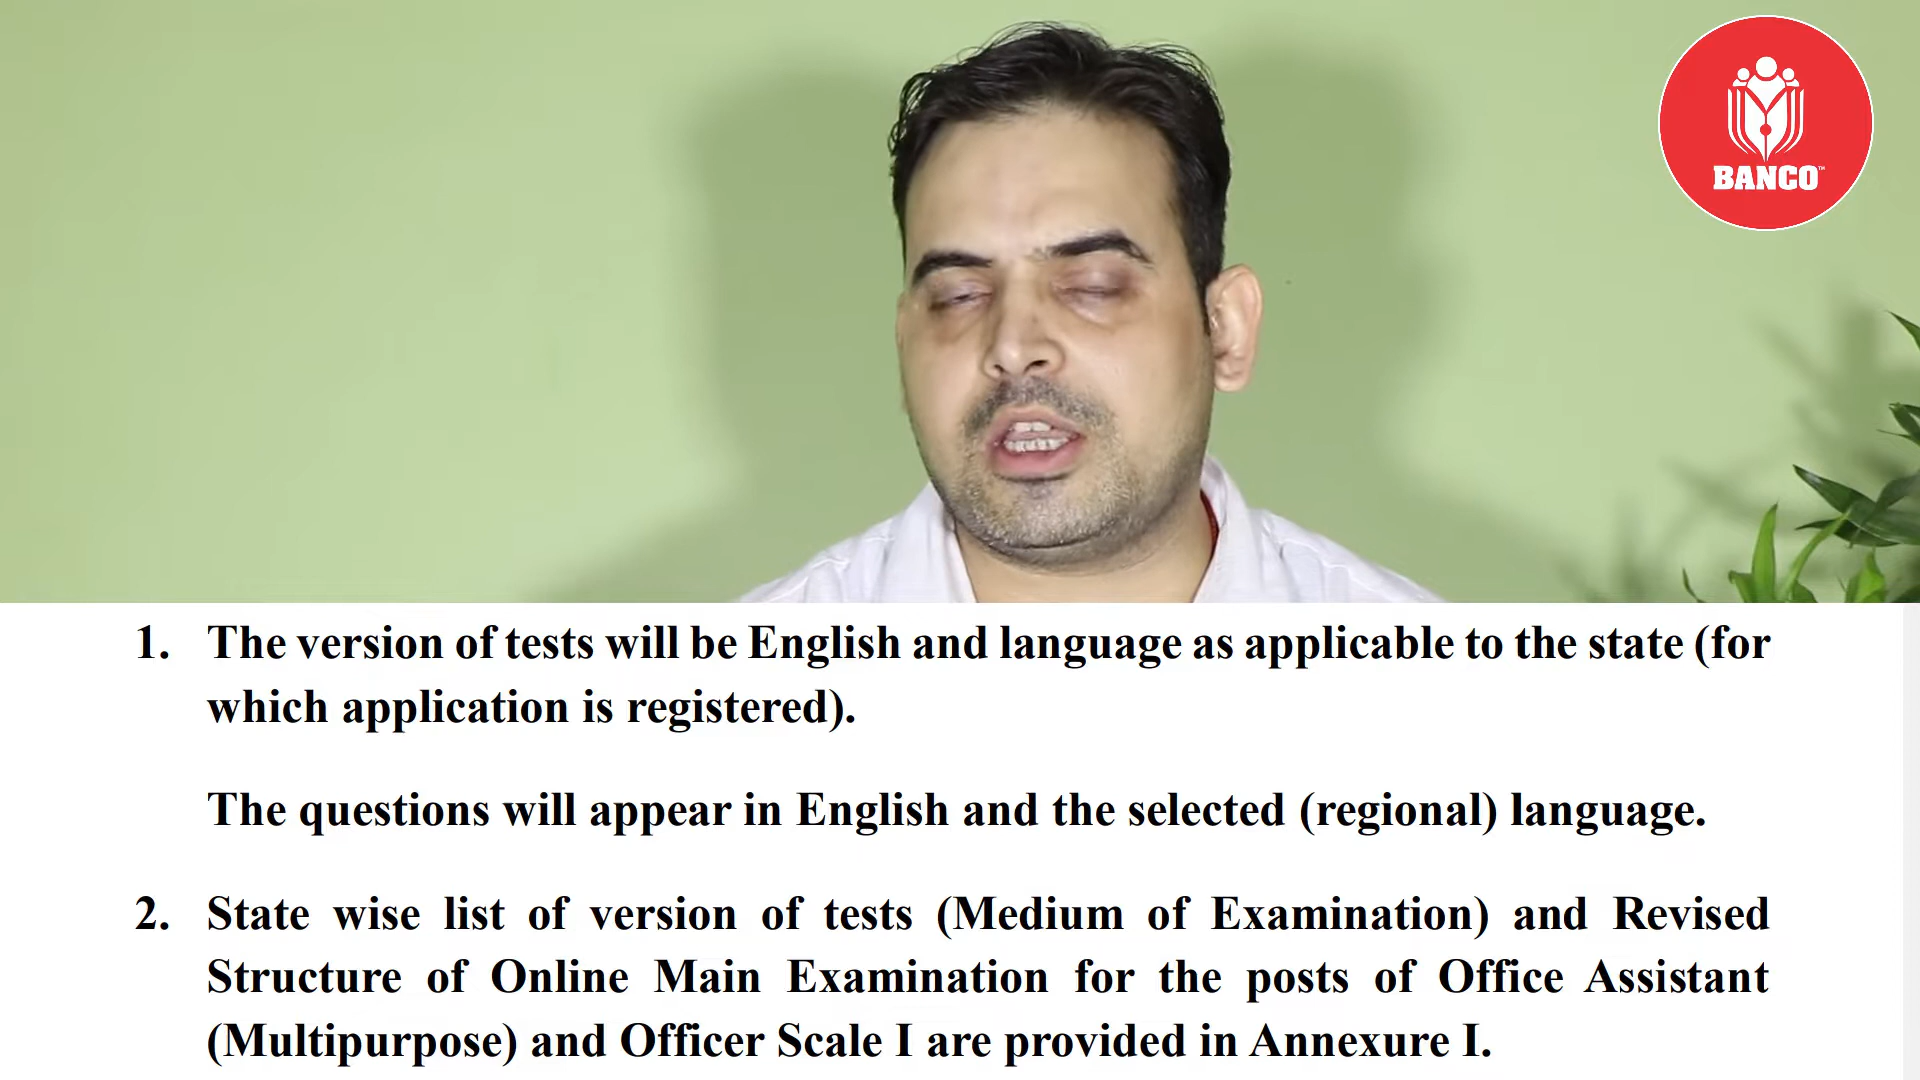 BANCO™
1. The version of tests will be English and language as applicable to the state (for
which application is registered).
The questions will appear in English and the selected (regional) language.
2. State wise list of version of tests (Medium of Examination) and Revised
Structure of Online Main Examination for the posts of Office Assistant
(Multipurpose) and Officer Scale I are provided in Annexure I.